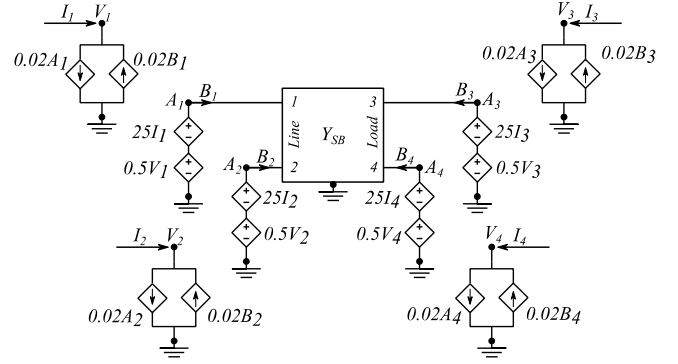 I1 V1 V3 I3
0.02A1 0.02B1 0.02A3 0.02B3
A1 B1 1 3 B3 A3
25I1 Line YSB Load 25I3
0.5V1 A2 B2 2 4 B4 A4 0.5V3
25I2 25I4
0.5V2 0.5V4
I2 V2 V4 I4
0.02A2 0.02B2 0.02A4 0.02B4